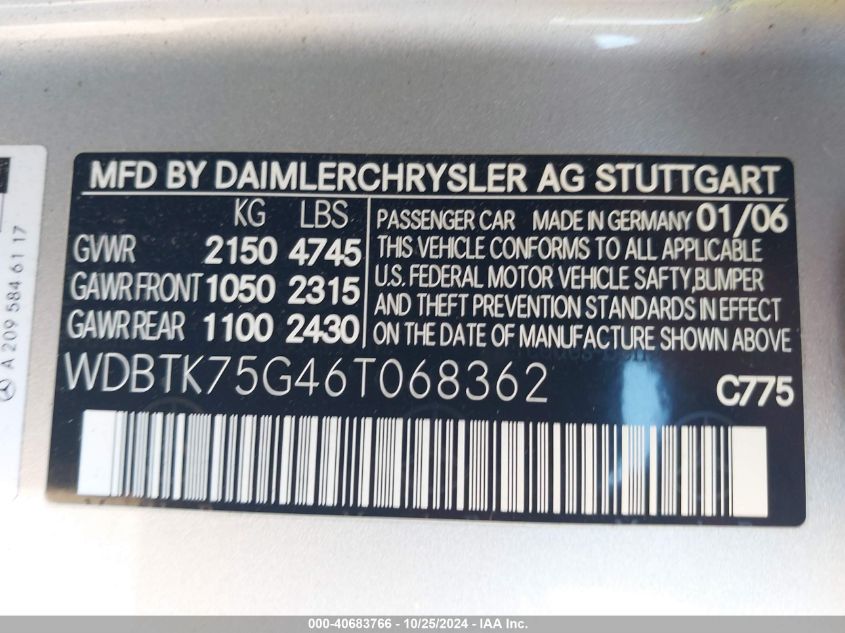 MFD BY DAIMLERCHRYSLER AG STUTTGART
KG LBS
GVWR 2150 4745
GAWR FRONT 1050 2315
GAWR REAR 1100 2430
PASSENGER CAR MADE IN GERMANY 01/06
THIS VEHICLE CONFORMS TO ALL APPLICABLE
U.S. FEDERAL MOTOR VEHICLE SAFTY,BUMPER
AND THEFT PREVENTION STANDARDS IN EFFECT
ON THE DATE OF MANUFACTURE SHOWN ABOVE
WDBTK75G46T068362 C775
A 209 584 61 17
000-40683766 - 10/25/2024 - IAA, Inc.